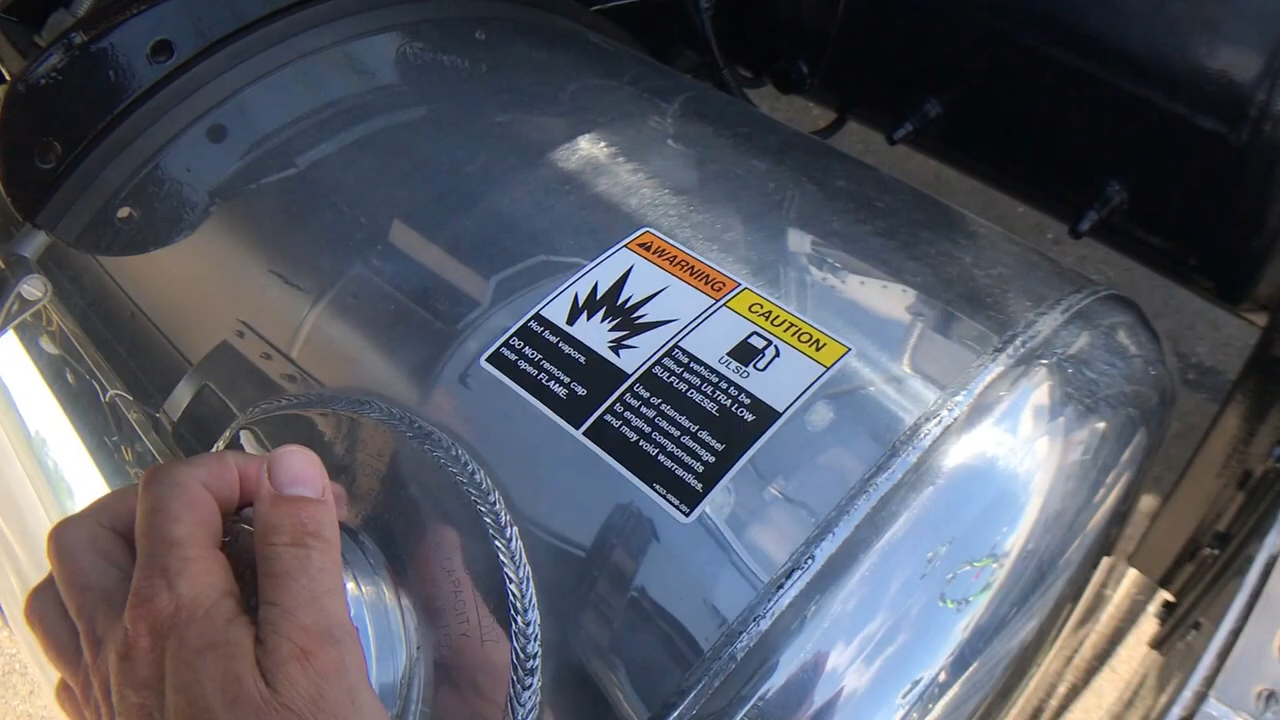 WARNING
Hot fuel vapors.
DO NOT remove cap
near open FLAME.
CAUTION
ULSD
This vehicle is to be
filled with ULTRA LOW
SULFUR DIESEL.
Use of standard diesel
fuel will cause damage
to engine components
and may void warranties.
CAPACITY